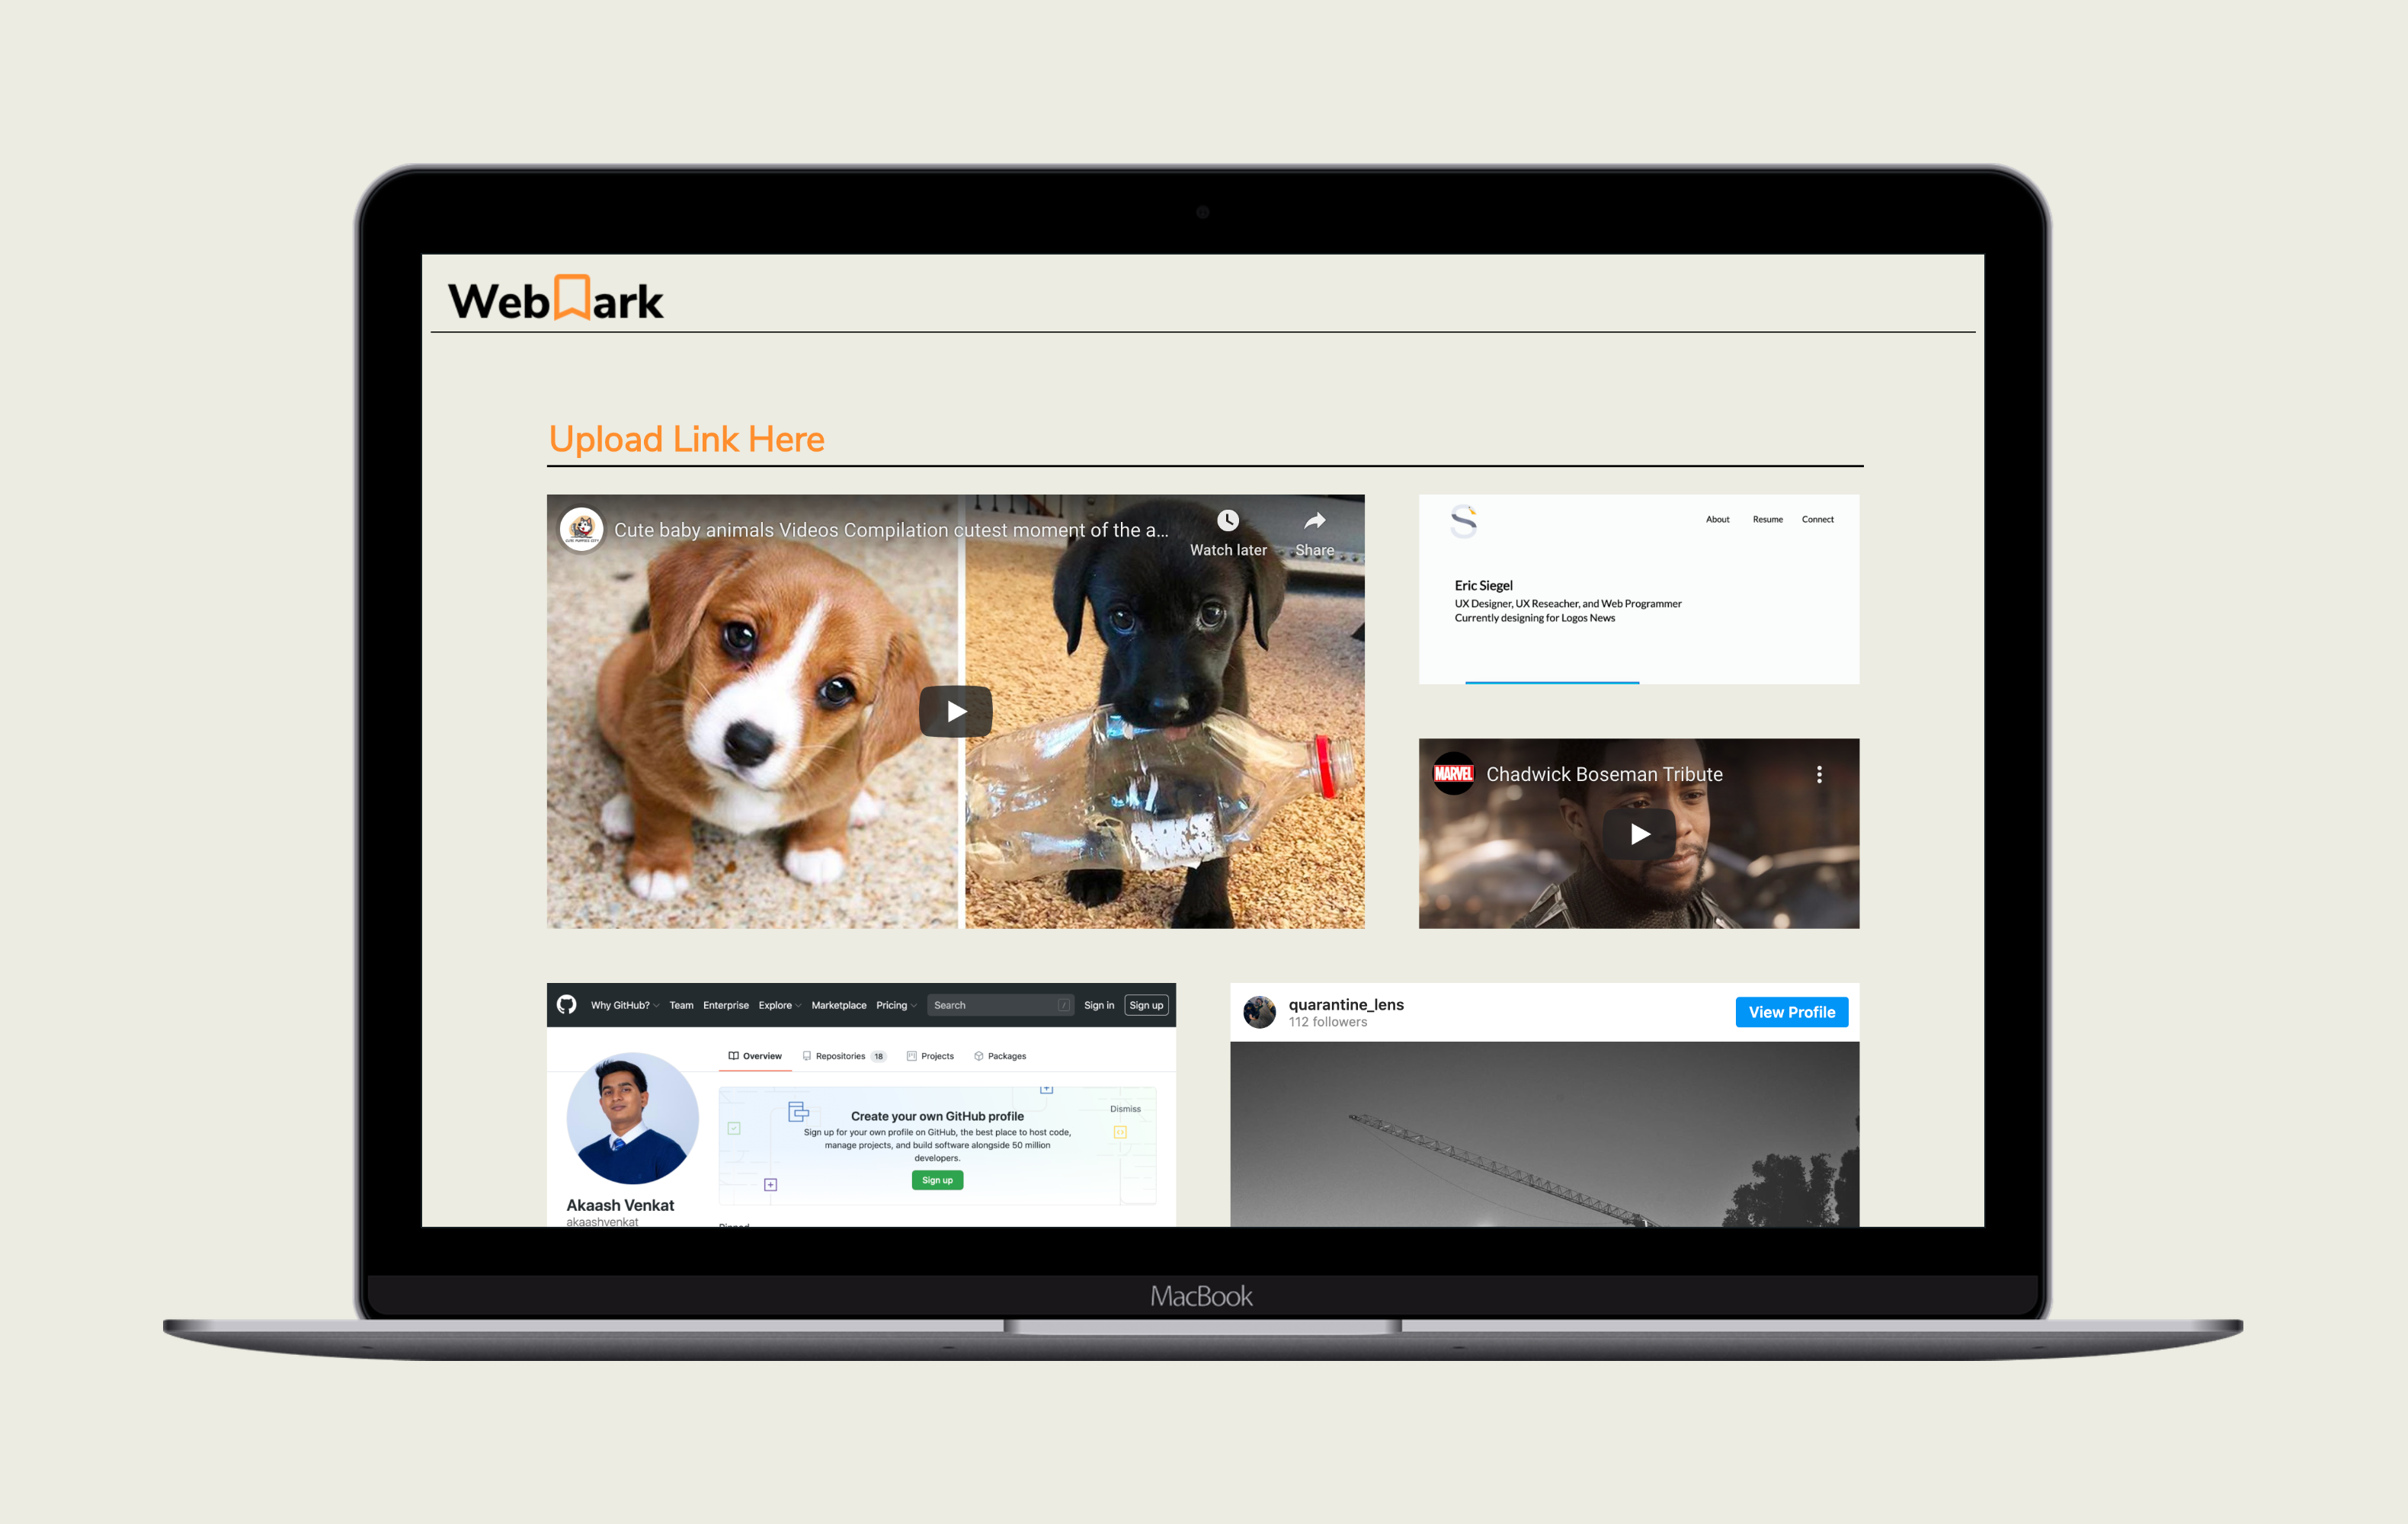 WebMark
Upload Link Here
Cute baby animals Videos Compilation cutest moment of the a...
Watch later
Share
About Resume Connect
Eric Siegel
UX Designer, UX Reseacher, and Web Programmer
Currently designing for Logos News
MARVEL
Chadwick Boseman Tribute
Why GitHub? Team Enterprise Explore Marketplace Pricing Search / Sign in Sign up
Overview Repositories 18 Projects Packages
Create your own GitHub profile
Dismiss
Sign up for your own profile on GitHub, the best place to host code,
manage projects, and build software alongside 50 million
developers.
Sign up
Akaash Venkat
akaashvenkat
Pinned
quarantine_lens
112 followers
View Profile
MacBook